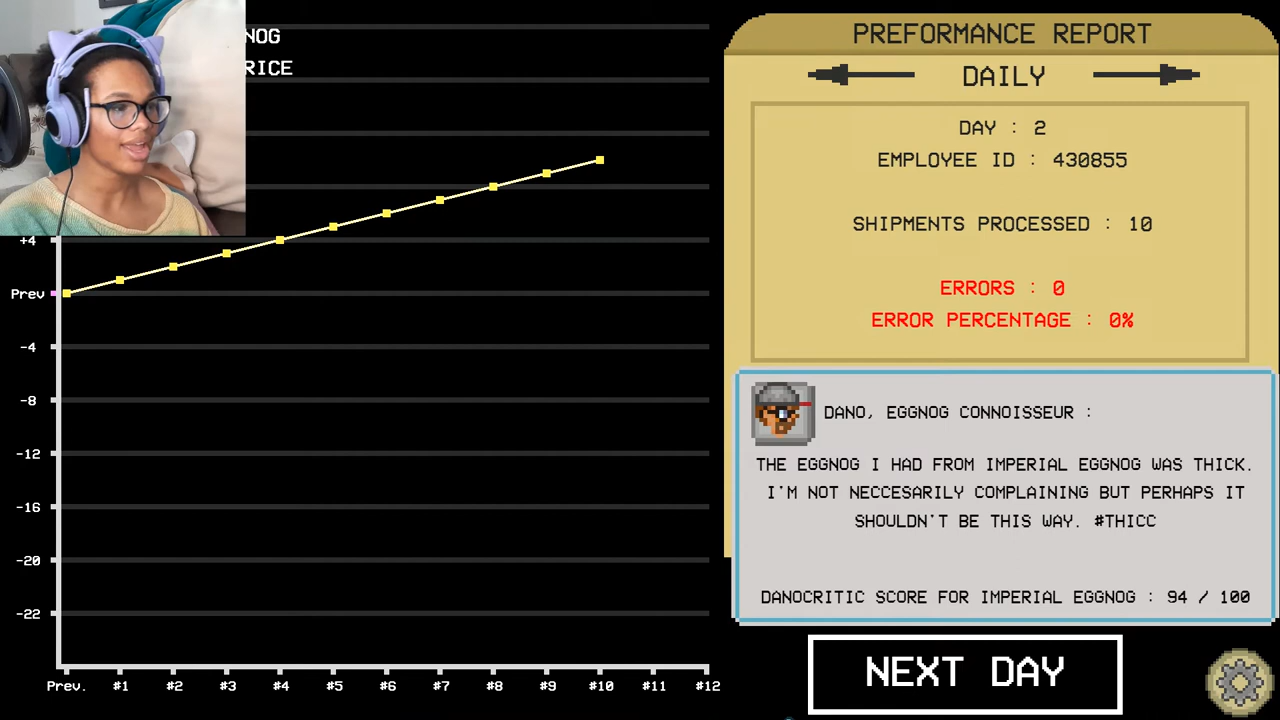 NOG
RICE
+4
Prev
-4
-8
-12
-16
-20
-22
Prev.
#1
#2
#3
#4
#5
#6
#7
#8
#9
#10
#11
#12
PREFORMANCE REPORT
DAILY
DAY : 2
EMPLOYEE ID : 430855
SHIPMENTS PROCESSED : 10
ERRORS : 0
ERROR PERCENTAGE : 0%
DANO, EGGNOG CONNOISSEUR :
THE EGGNOG I HAD FROM IMPERIAL EGGNOG WAS THICK.
I'M NOT NECCESARILY COMPLAINING BUT PERHAPS IT
SHOULDN'T BE THIS WAY. #THICC
DANOCRITIC SCORE FOR IMPERIAL EGGNOG : 94 / 100
NEXT DAY